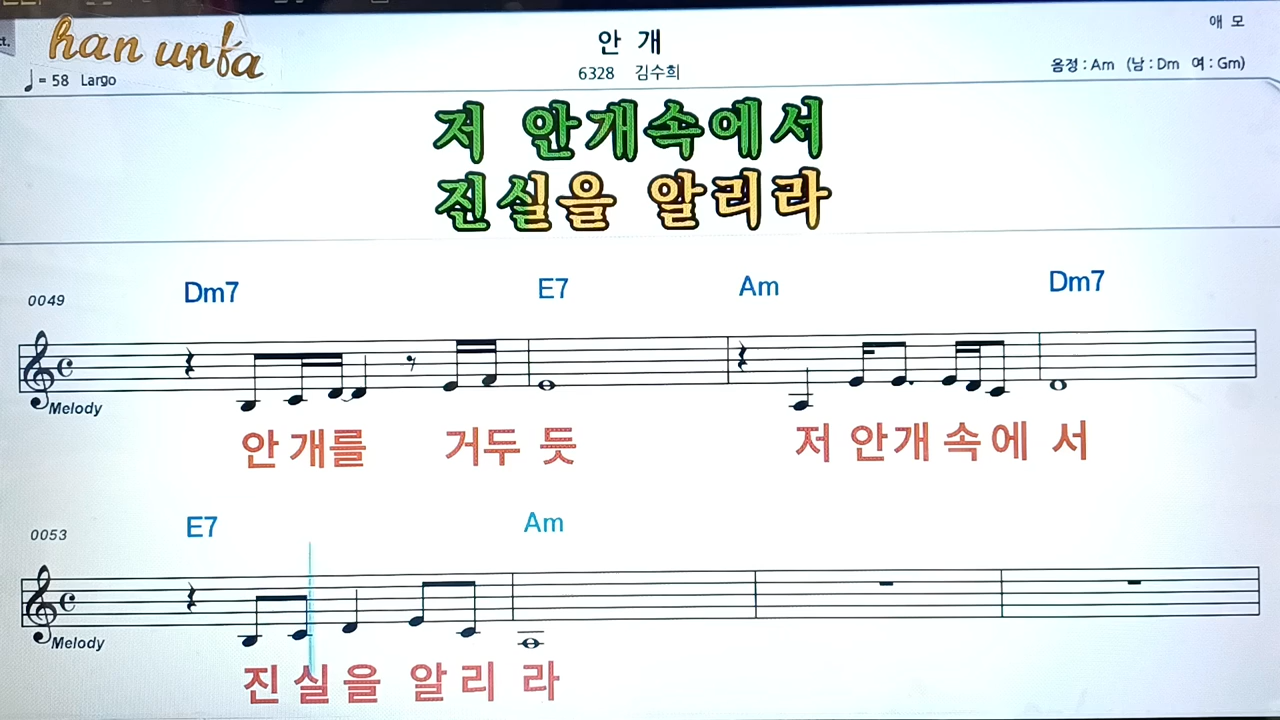 애 모
ct.
han unfa
안 개
♩= 58 Largo
6328 김수희
음정 : Am (남 : Dm 여 : Gm)
저 안개속에서
진실을 알리라
0049
Dm7 E7 Am Dm7
Melody
안 개를 거두 듯 저 안개 속에 서
0053
E7 Am
Melody
진 실 을 알 리 라